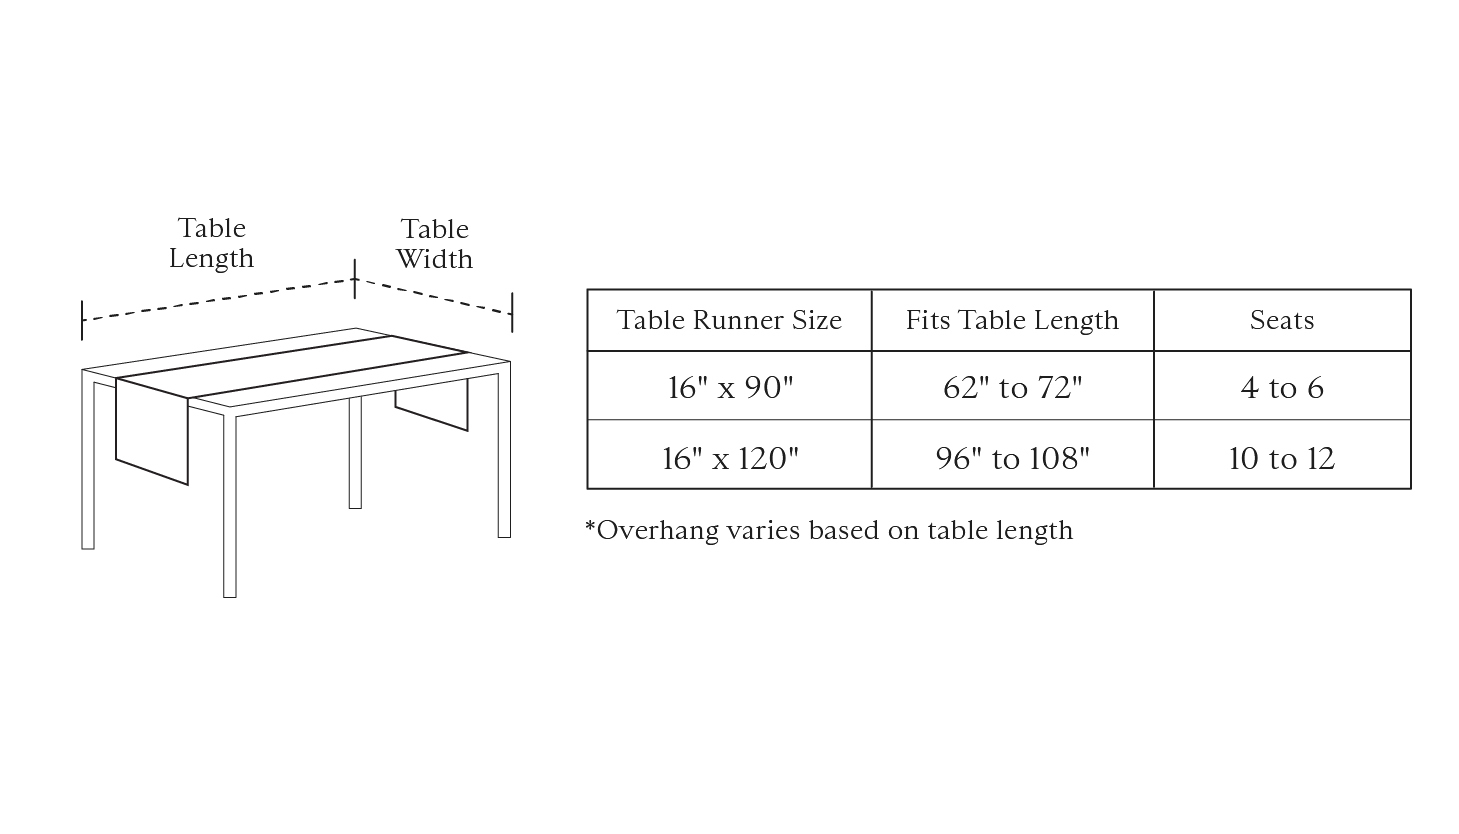 Table
Length
Table
Width
Table Runner Size
Fits Table Length
Seats
16" x 90"
62" to 72"
4 to 6
16" x 120"
96" to 108"
10 to 12
*Overhang varies based on table length